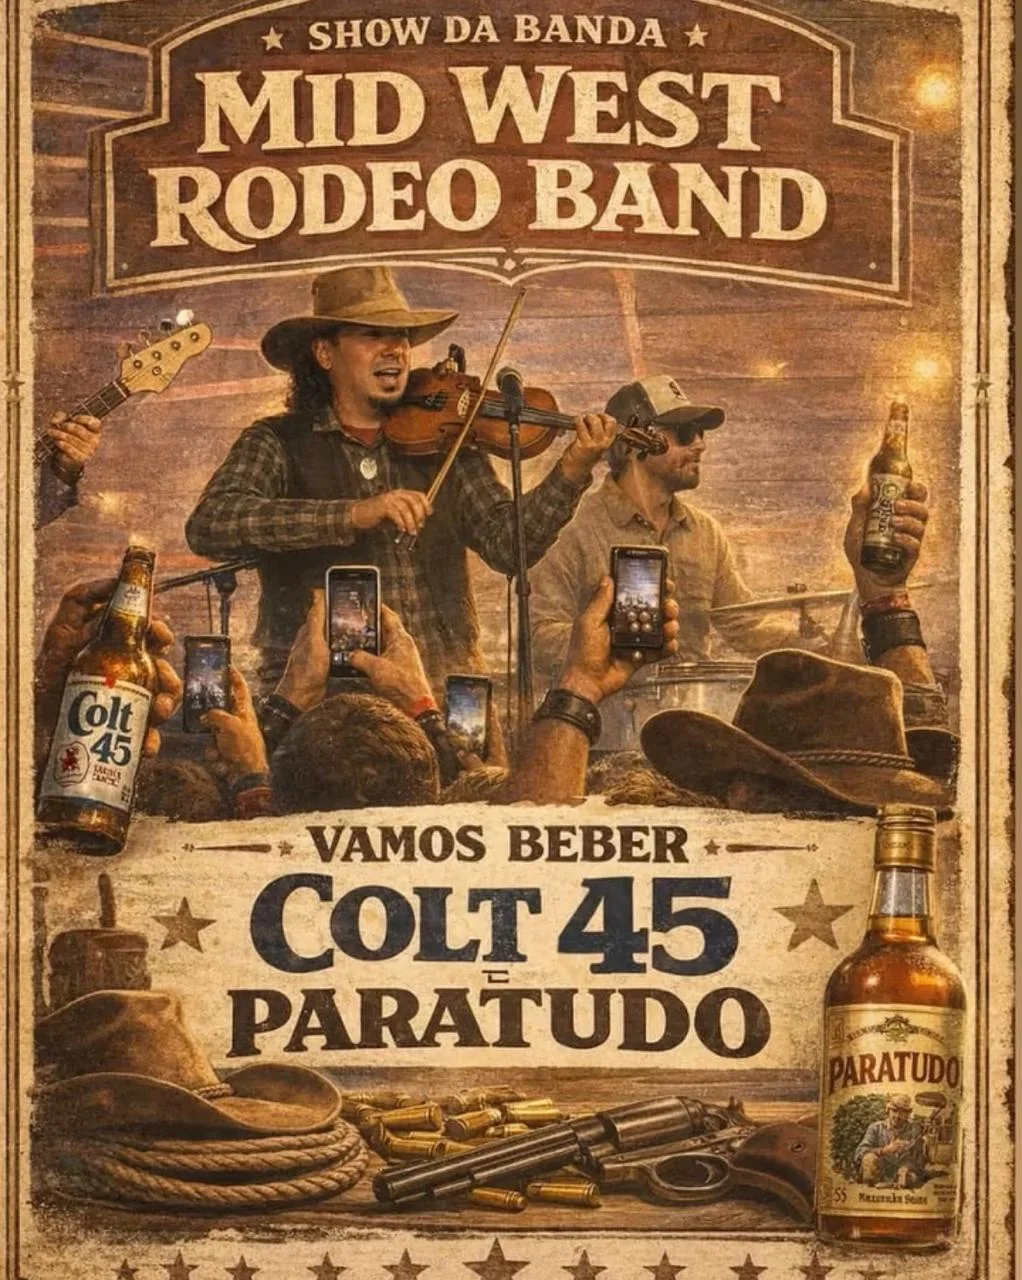 SHOW DA BANDA
MID WEST
RODEO BAND
Colt
45
VAMOS BEBER
COLT 45
PARATUDO
PARATUDO